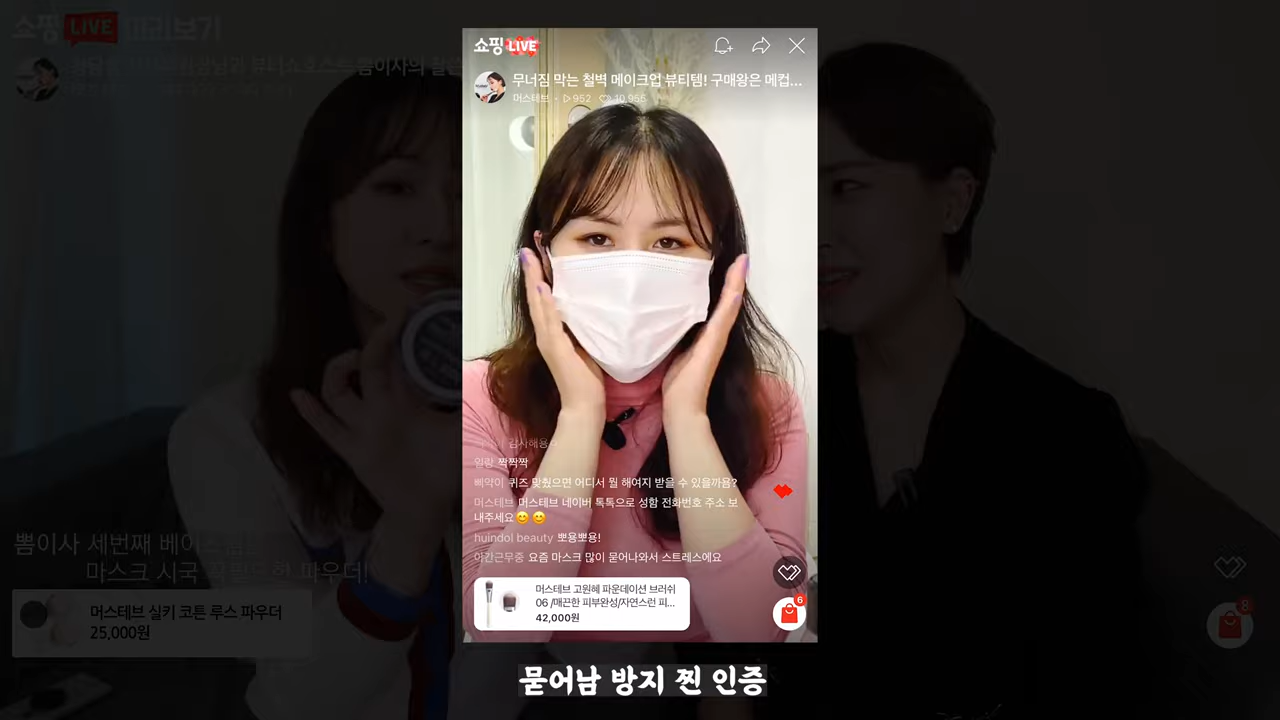 쇼핑 LIVE 미리보기
쇼핑 LIVE
무너짐 막는 철벽 메이크업 뷰티템! 구매왕은 메컵...
머스테브 · ▷952 ♡ 10,955
감사해용
짝짝짝
삐약이 퀴즈 맞췄으면 어디서 뭘 해여지 받을 수 있을까욤?
머스테브 머스테브 네이버 톡톡으로 성함 전화번호 주소 보
내주세요😊 😊
huindol beauty 뽀용뽀용!
야간근무중 요즘 마스크 많이 묻어나와서 스트레스에요
머스테브 고원혜 파운데이션 브러쉬
06 /매끈한 피부완성/자연스런 피...
42,000원
6
뽐이사 세번째
마스크 시국 파우더!
머스테브 실키 코튼 루스 파우더
25,000원
8
묻어남 방지 찐 인증